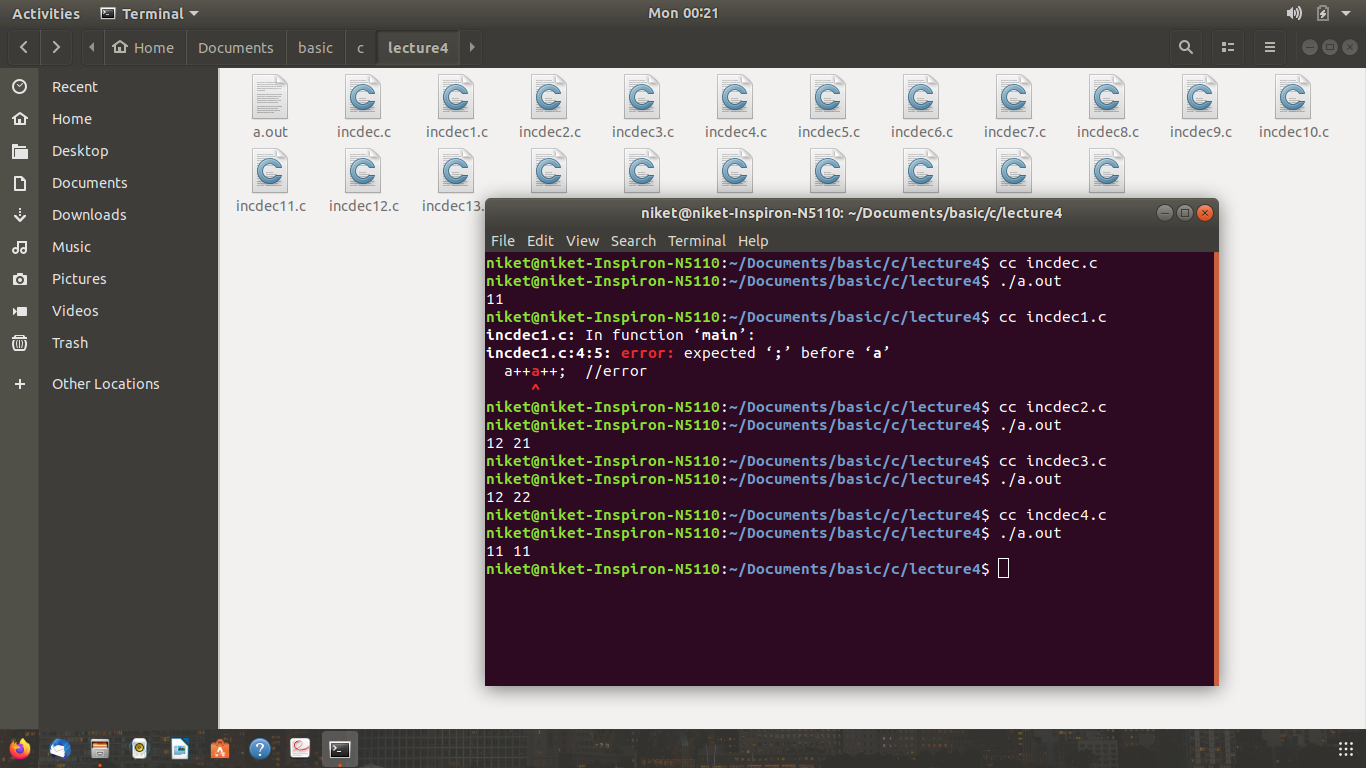 Activities Terminal Mon 00:21
Home Documents basic c lecture4
Recent
Home
Desktop
Documents
Downloads
Music
Pictures
Videos
Trash
Other Locations
a.out incdec.c incdec1.c incdec2.c incdec3.c incdec4.c incdec5.c incdec6.c incdec7.c incdec8.c incdec9.c incdec10.c
incdec11.c incdec12.c incdec13.
niket@niket-Inspiron-N5110: ~/Documents/basic/c/lecture4
File Edit View Search Terminal Help
niket@niket-Inspiron-N5110:~/Documents/basic/c/lecture4$ cc incdec.c
niket@niket-Inspiron-N5110:~/Documents/basic/c/lecture4$ ./a.out
11
niket@niket-Inspiron-N5110:~/Documents/basic/c/lecture4$ cc incdec1.c
incdec1.c: In function ‘main’:
incdec1.c:4:5: error: expected ‘;’ before ‘a’
a++a++; //error
^
niket@niket-Inspiron-N5110:~/Documents/basic/c/lecture4$ cc incdec2.c
niket@niket-Inspiron-N5110:~/Documents/basic/c/lecture4$ ./a.out
12 21
niket@niket-Inspiron-N5110:~/Documents/basic/c/lecture4$ cc incdec3.c
niket@niket-Inspiron-N5110:~/Documents/basic/c/lecture4$ ./a.out
12 22
niket@niket-Inspiron-N5110:~/Documents/basic/c/lecture4$ cc incdec4.c
niket@niket-Inspiron-N5110:~/Documents/basic/c/lecture4$ ./a.out
11 11
niket@niket-Inspiron-N5110:~/Documents/basic/c/lecture4$